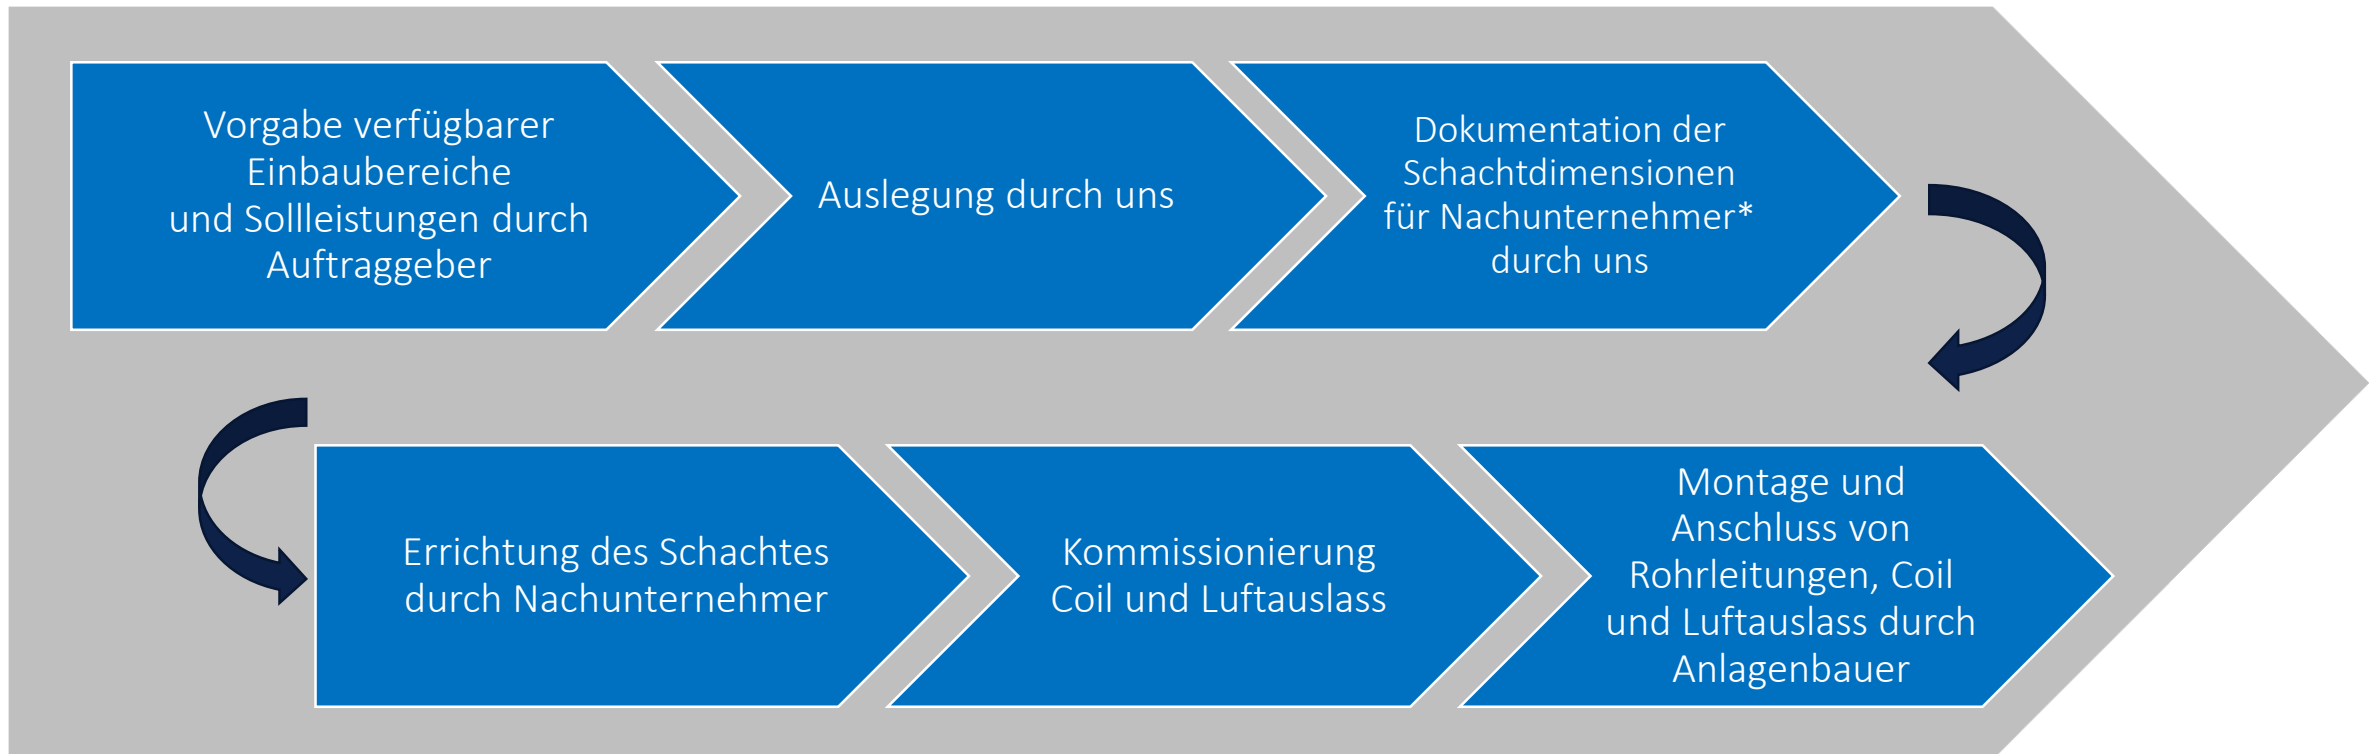 Vorgabe verfügbarer
Einbaubereiche
und Sollleistungen durch
Auftraggeber
Auslegung durch uns
Dokumentation der
Schachtdimensionen
für Nachunternehmer*
durch uns
Errichtung des Schachtes
durch Nachunternehmer
Kommissionierung
Coil und Luftauslass
Montage und
Anschluss von
Rohrleitungen, Coil
und Luftauslass durch
Anlagenbauer